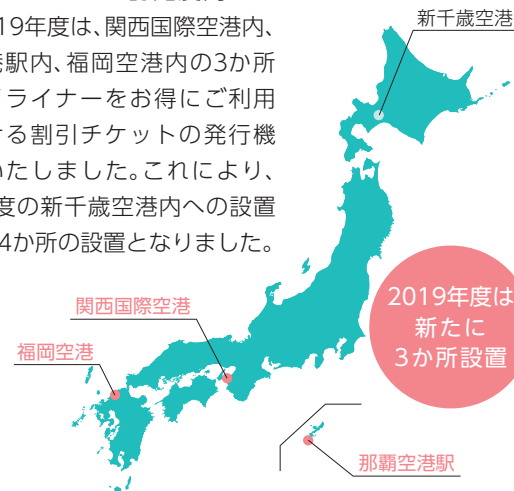 19年度は、関西国際空港内、
駅内、福岡空港内の3か所
ライナーをお得にご利用
る割引チケットの発行機
いたしました。これにより、
度の新千歳空港内への設置
4か所の設置となりました。
新千歳空港
関西国際空港
福岡空港
2019年度は
新たに
3か所設置
那覇空港駅